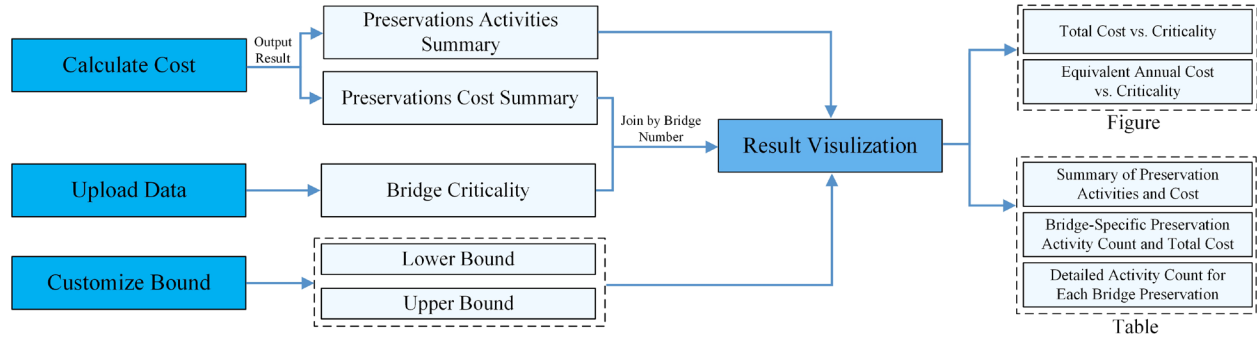 Calculate Cost
Output
Result
Preservations Activities
Summary
Preservations Cost Summary
Join by Bridge
Number
Upload Data
Bridge Criticality
Customize Bound
Lower Bound
Upper Bound
Result Visulization
Total Cost vs. Criticality
Equivalent Annual Cost
vs. Criticality
Figure
Summary of Preservation
Activities and Cost
Bridge-Specific Preservation
Activity Count and Total Cost
Detailed Activity Count for
Each Bridge Preservation
Table